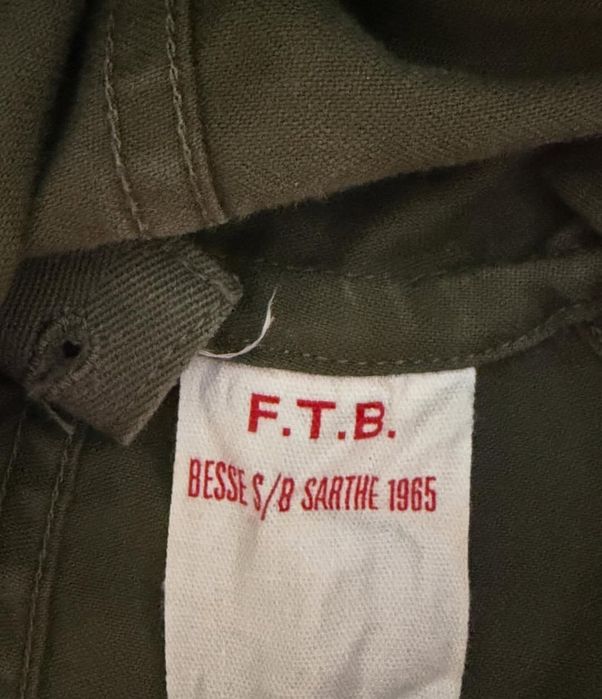 F.T.B.
BESSE S/B SARTHE 1965